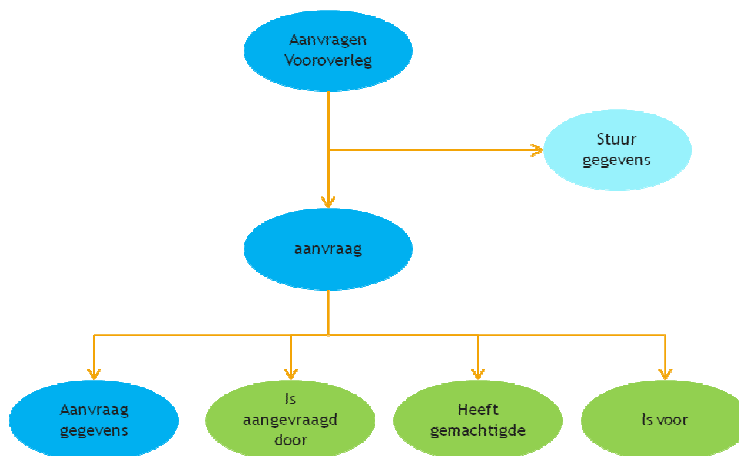 Aanvragen
Vooroverleg
Stuur
gegevens
aanvraag
Aanvraag
gegevens
Is
aangevraagd
door
Heeft
gemachtigde
Is voor